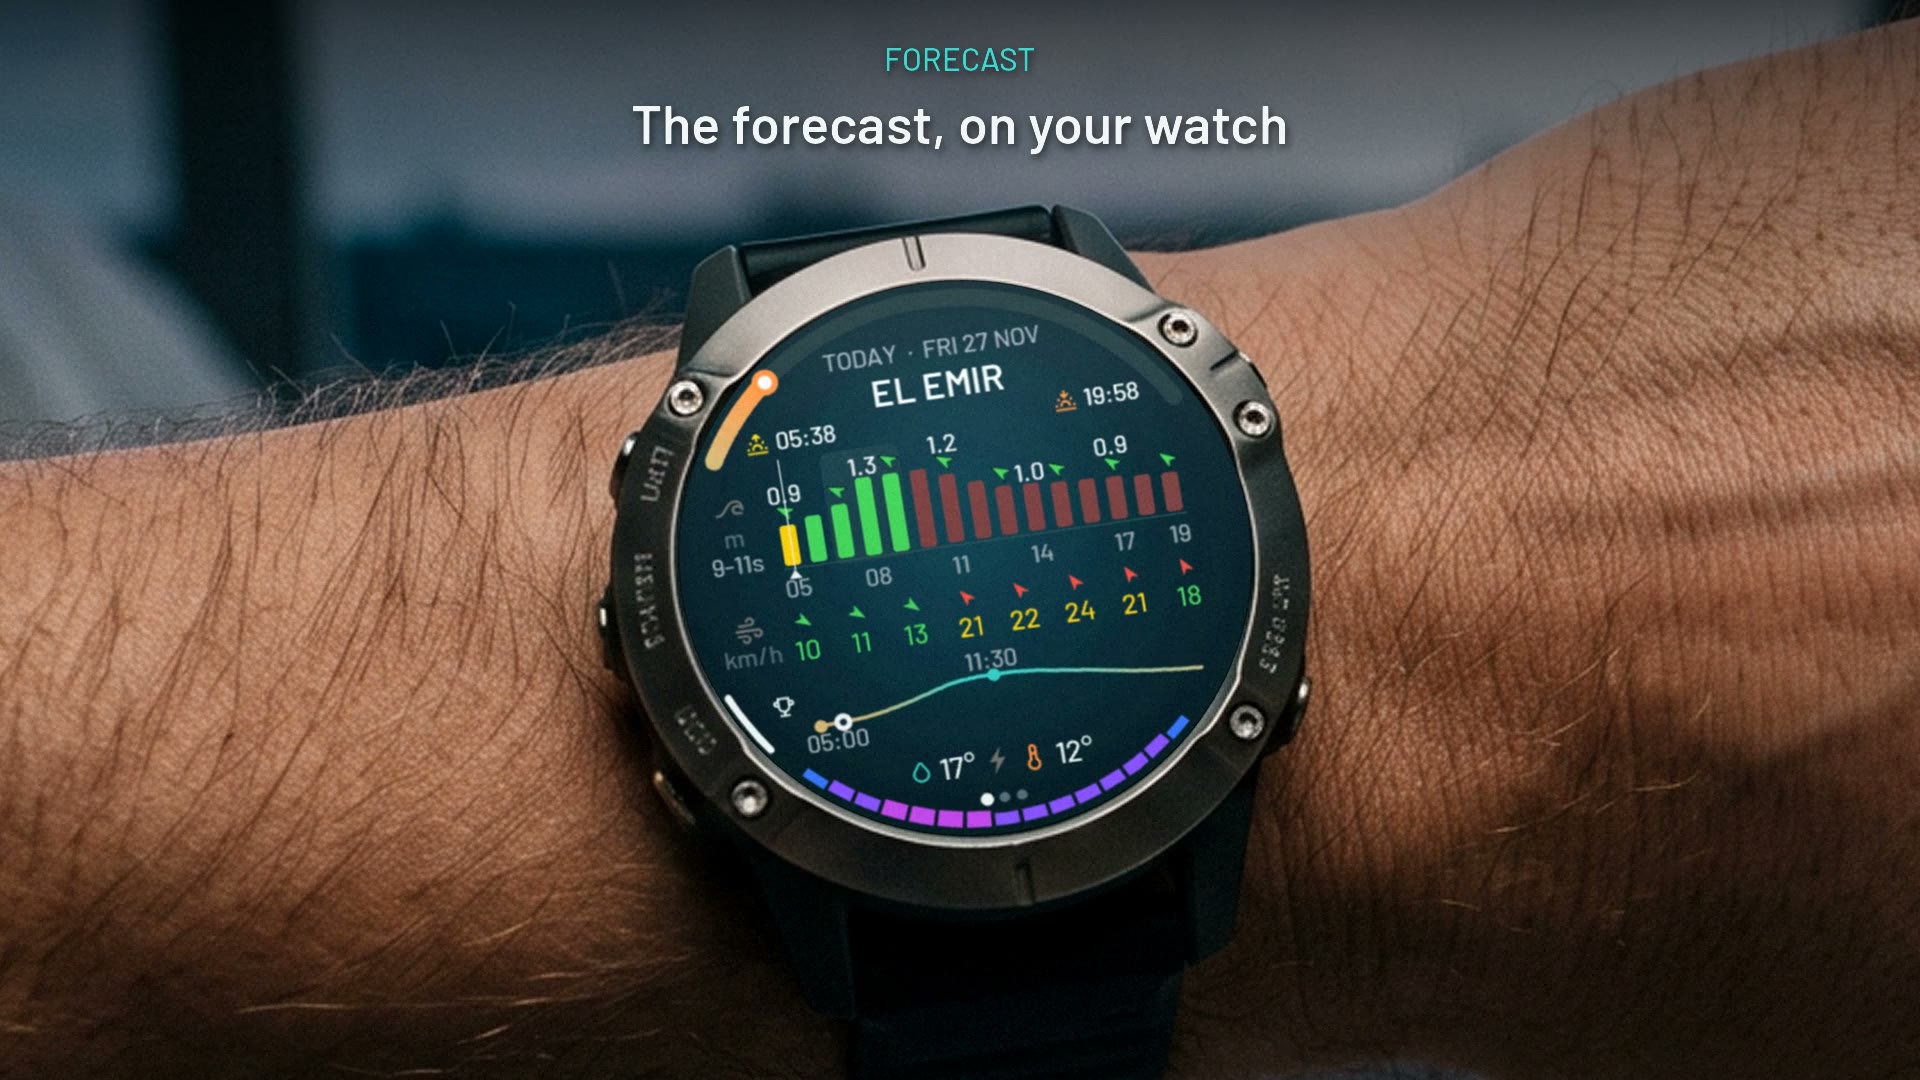 FORECAST
The forecast, on your watch
TODAY · FRI 27 NOV
EL EMIR
05:38
19:58
0.9 1.3 1.2 1.0 0.9
m
9-11s
05 08 11 14 17 19
km/h 10 11 13 21 22 24 21 18
11:30
05:00
17° 12°